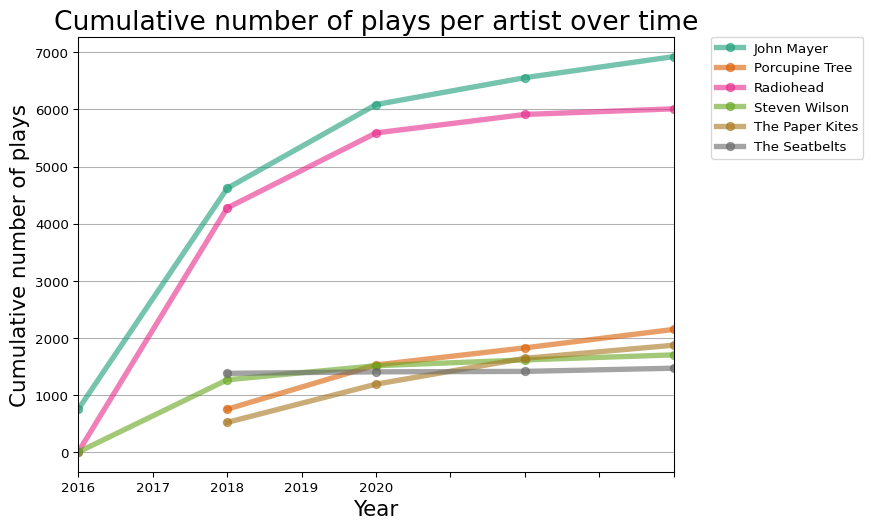 Cumulative number of plays per artist over time
Cumulative number of plays
7000
6000
5000
4000
3000
2000
1000
0
2016 2017 2018 2019 2020
Year
John Mayer
Porcupine Tree
Radiohead
Steven Wilson
The Paper Kites
The Seatbelts